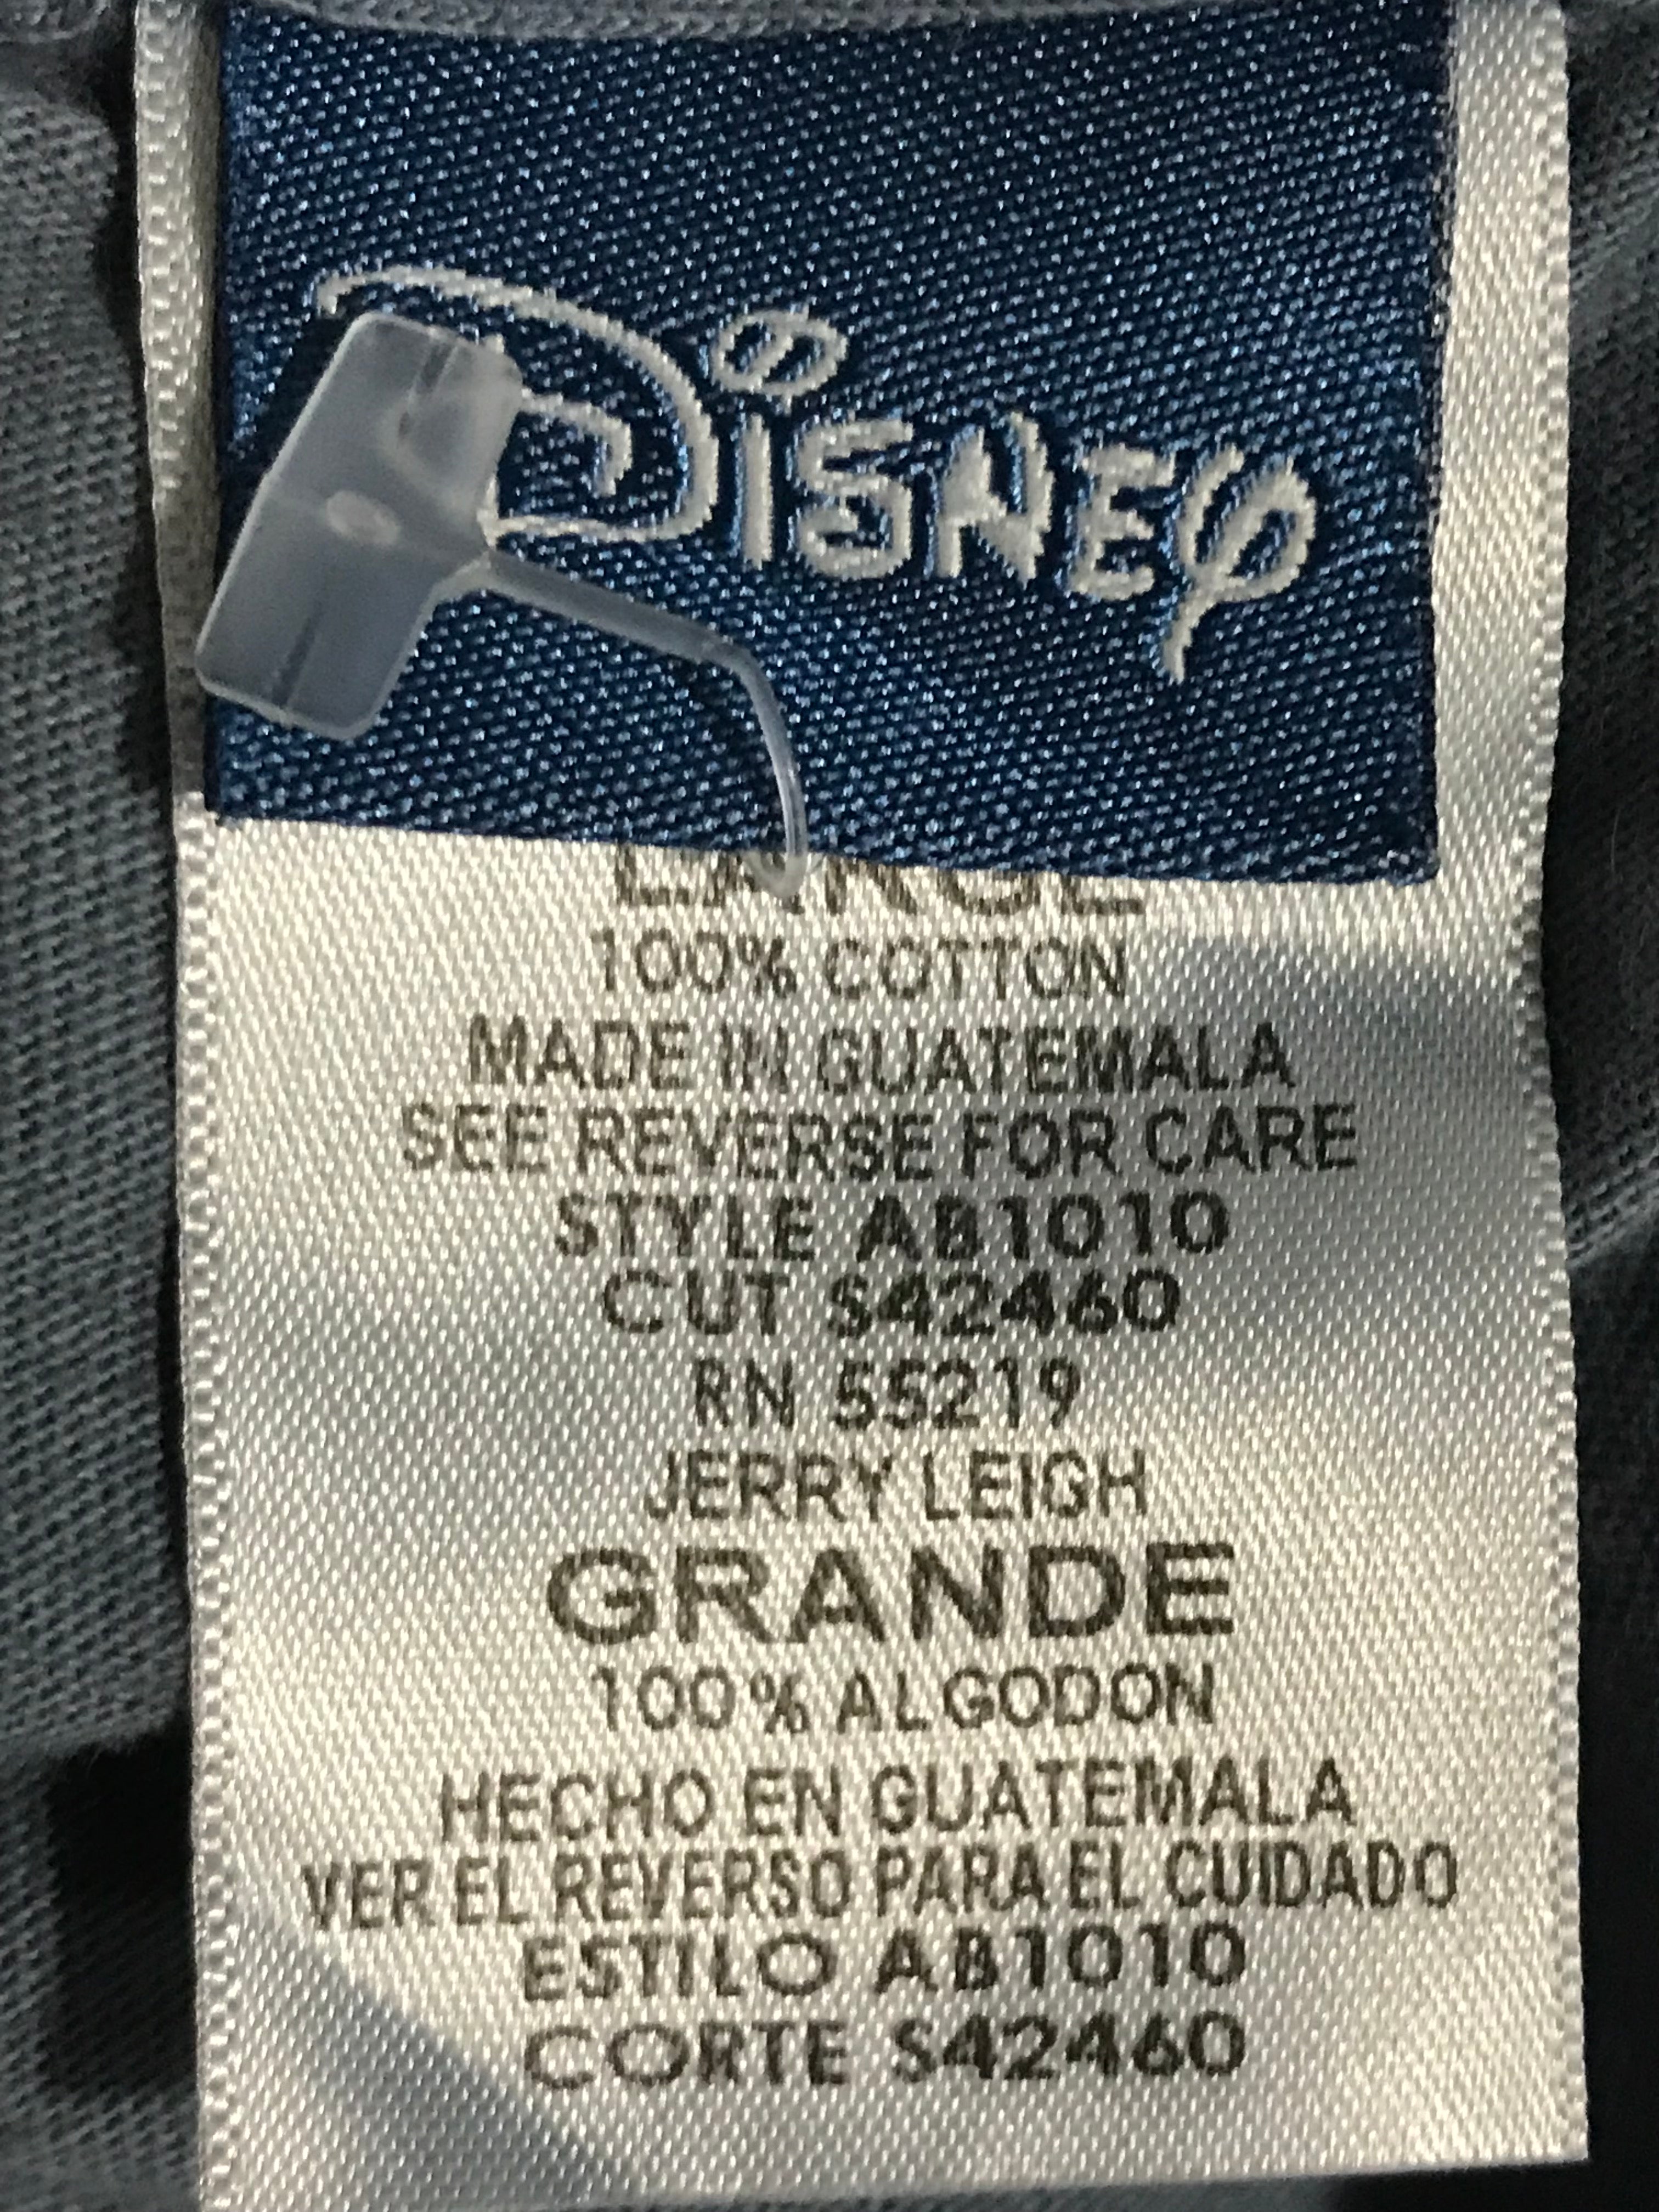 Disney
LARGE
100% COTTON
MADE IN GUATEMALA
SEE REVERSE FOR CARE
STYLE AB1010
CUT S42460
RN 55219
JERRY LEIGH
GRANDE
100% ALGODON
HECHO EN GUATEMALA
VER EL REVERSO PARA EL CUIDADO
ESTILO AB1010
CORTE S42460